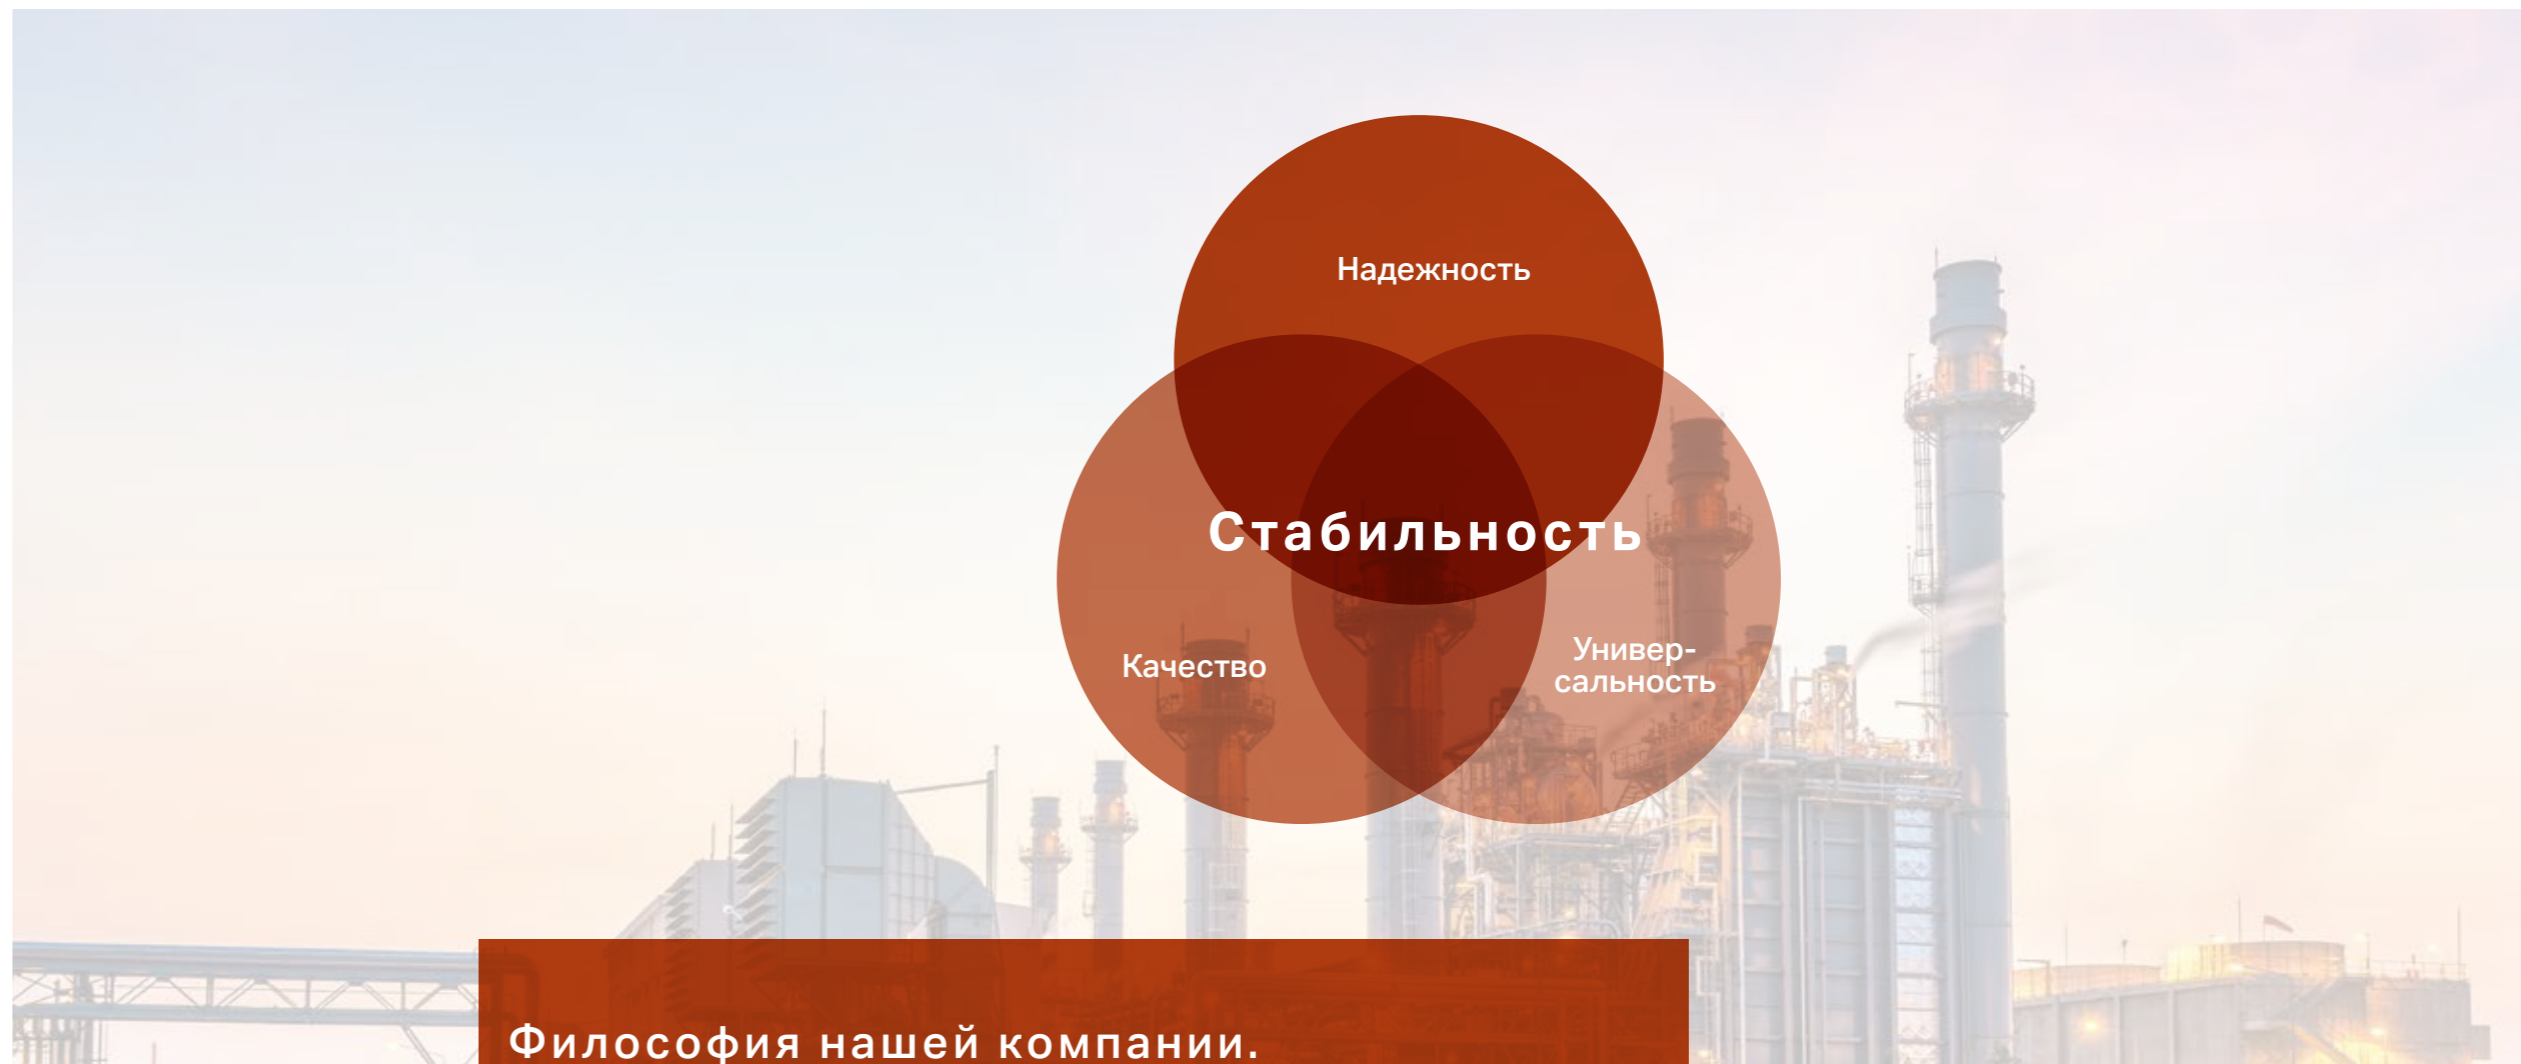 Надежность
Стабильность
Качество
Универ-
сальность
Философия нашей компании.